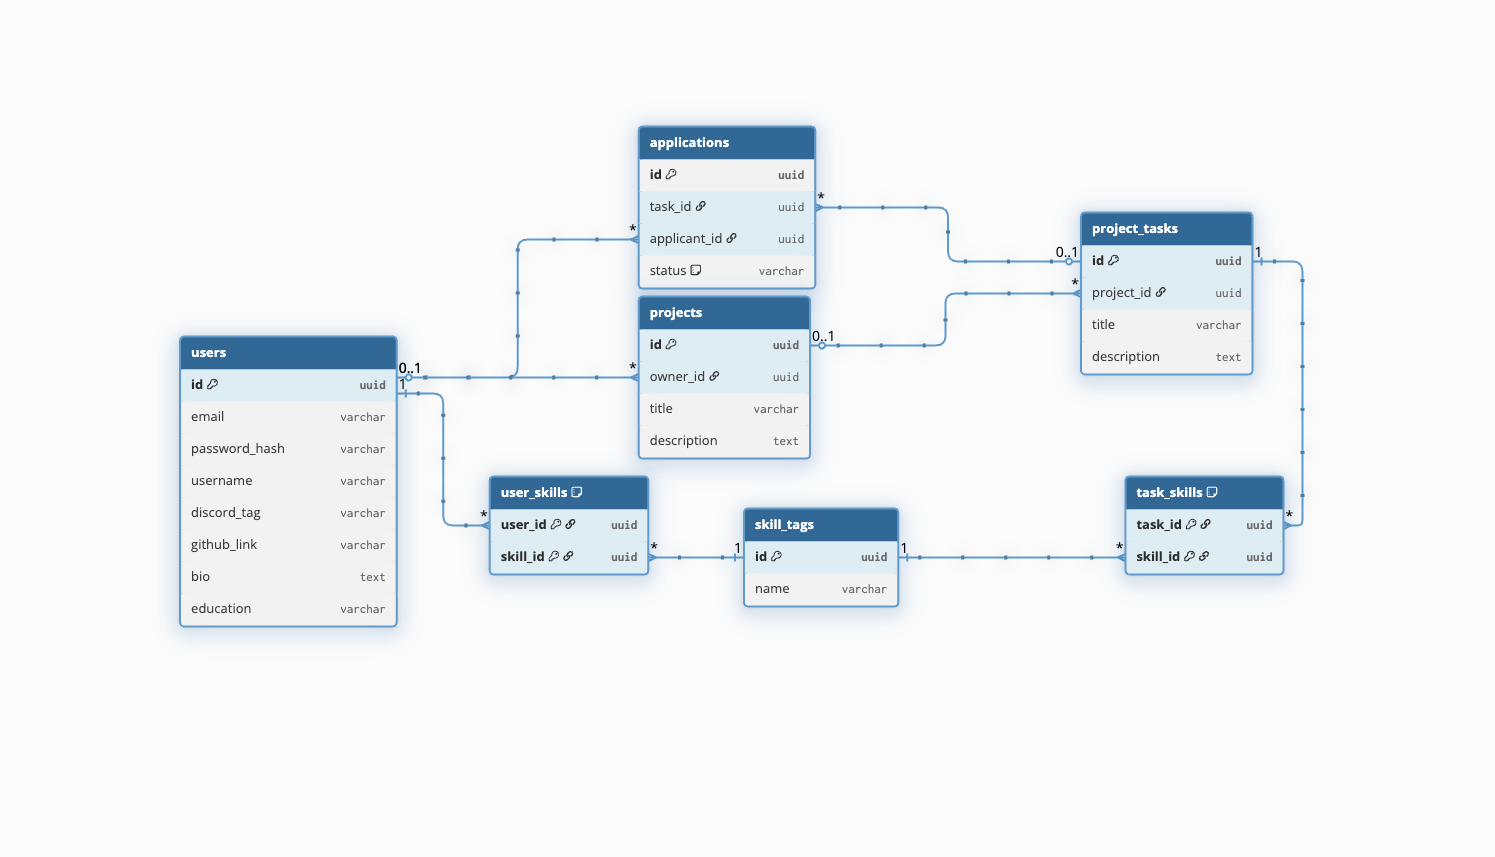 applications
id uuid
task_id uuid
applicant_id uuid
status varchar
projects
id uuid
owner_id uuid
title varchar
description text
project_tasks
id uuid
project_id uuid
title varchar
description text
users
id uuid
email varchar
password_hash varchar
username varchar
discord_tag varchar
github_link varchar
bio text
education varchar
user_skills
user_id uuid
skill_id uuid
skill_tags
id uuid
name varchar
task_skills
task_id uuid
skill_id uuid
*
*
0..1
*
0..1
*
0..1
1
1
*
*
1
1
*
*